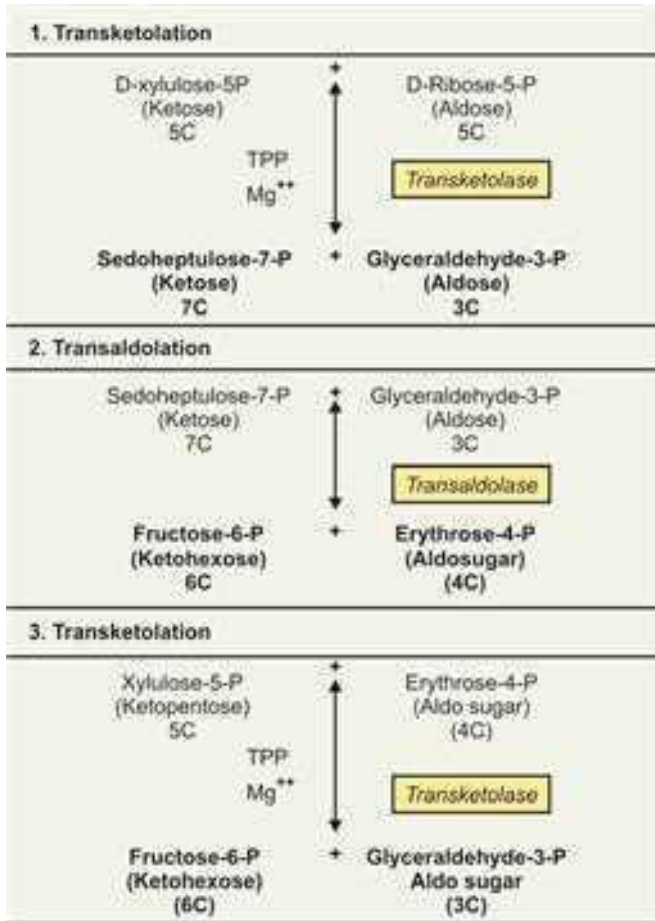 1. Transketolation
+
D-xylulose-5P D-Ribose-5-P
(Ketose) (Aldose)
5C 5C
TPP
Mg++ Transketolase
Sedoheptulose-7-P + Glyceraldehyde-3-P
(Ketose) (Aldose)
7C 3C
2. Transaldolation
Sedoheptulose-7-P + Glyceraldehyde-3-P
(Ketose) (Aldose)
7C 3C
Transaldolase
Fructose-6-P + Erythrose-4-P
(Ketohexose) (Aldosugar)
6C (4C)
3. Transketolation
+
Xylulose-5-P Erythrose-4-P
(Ketopentose) (Aldo sugar)
5C (4C)
TPP
Mg++ Transketolase
Fructose-6-P + Glyceraldehyde-3-P
(Ketohexose) Aldo sugar
(6C) (3C)